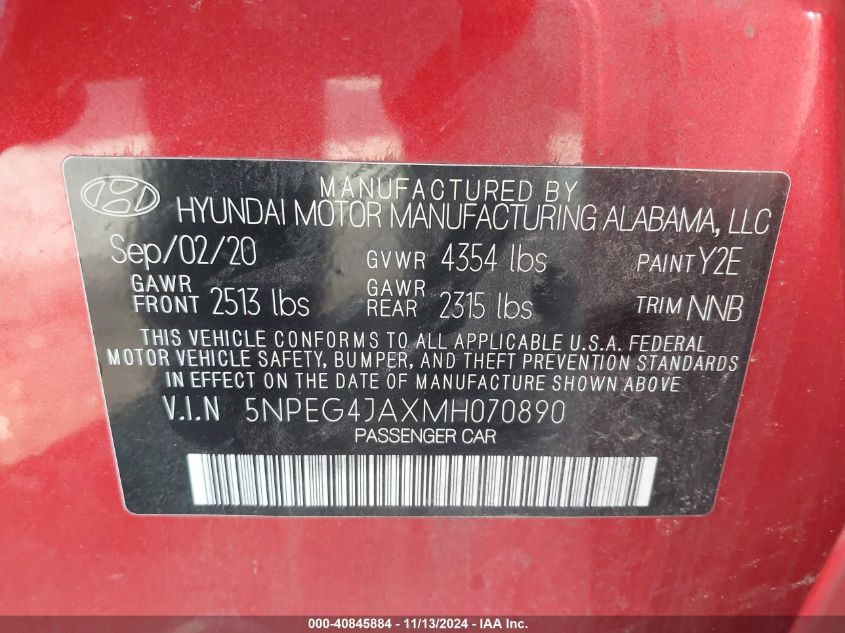 MANUFACTURED BY
HYUNDAI MOTOR MANUFACTURING ALABAMA, LLC
Sep/02/20 GVWR 4354 lbs PAINT Y2E
GAWR FRONT 2513 lbs GAWR REAR 2315 lbs TRIM NNB
THIS VEHICLE CONFORMS TO ALL APPLICABLE U.S.A. FEDERAL
MOTOR VEHICLE SAFETY, BUMPER, AND THEFT PREVENTION STANDARDS
IN EFFECT ON THE DATE OF MANUFACTURE SHOWN ABOVE
V.I.N 5NPEG4JAXMH070890
PASSENGER CAR
000-40845884 - 11/13/2024 - IAA Inc.